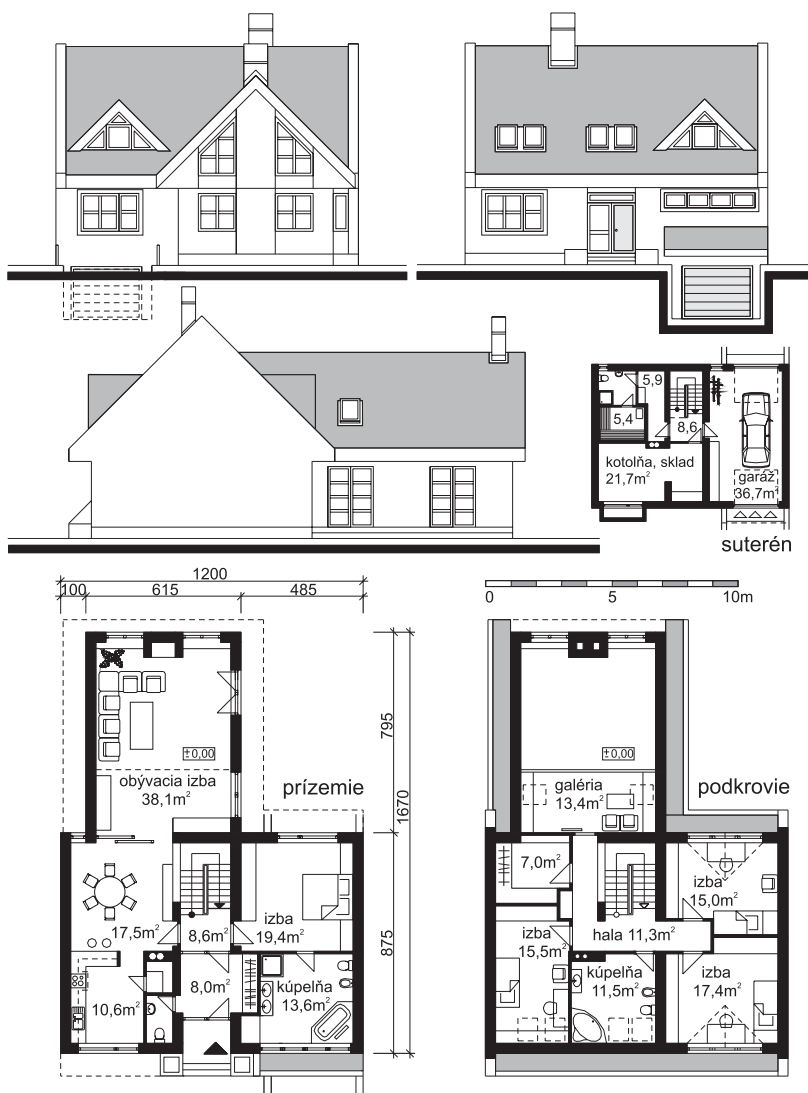 5,9
5,4
8,6
kotolňa, sklad
21,7m²
garáž
36,7m²
suterén
1200
100 615 485
0 5 10m
±0,00
obývacia izba
38,1m²
prízemie
795
1670
875
17,5m²
8,6m²
izba
19,4m²
8,0m²
kúpelňa
13,6m²
10,6m²
±0,00
galéria
13,4m²
podkrovie
7,0m²
izba
15,0m²
izba
15,5m²
hala 11,3m²
kúpelňa
11,5m²
izba
17,4m²